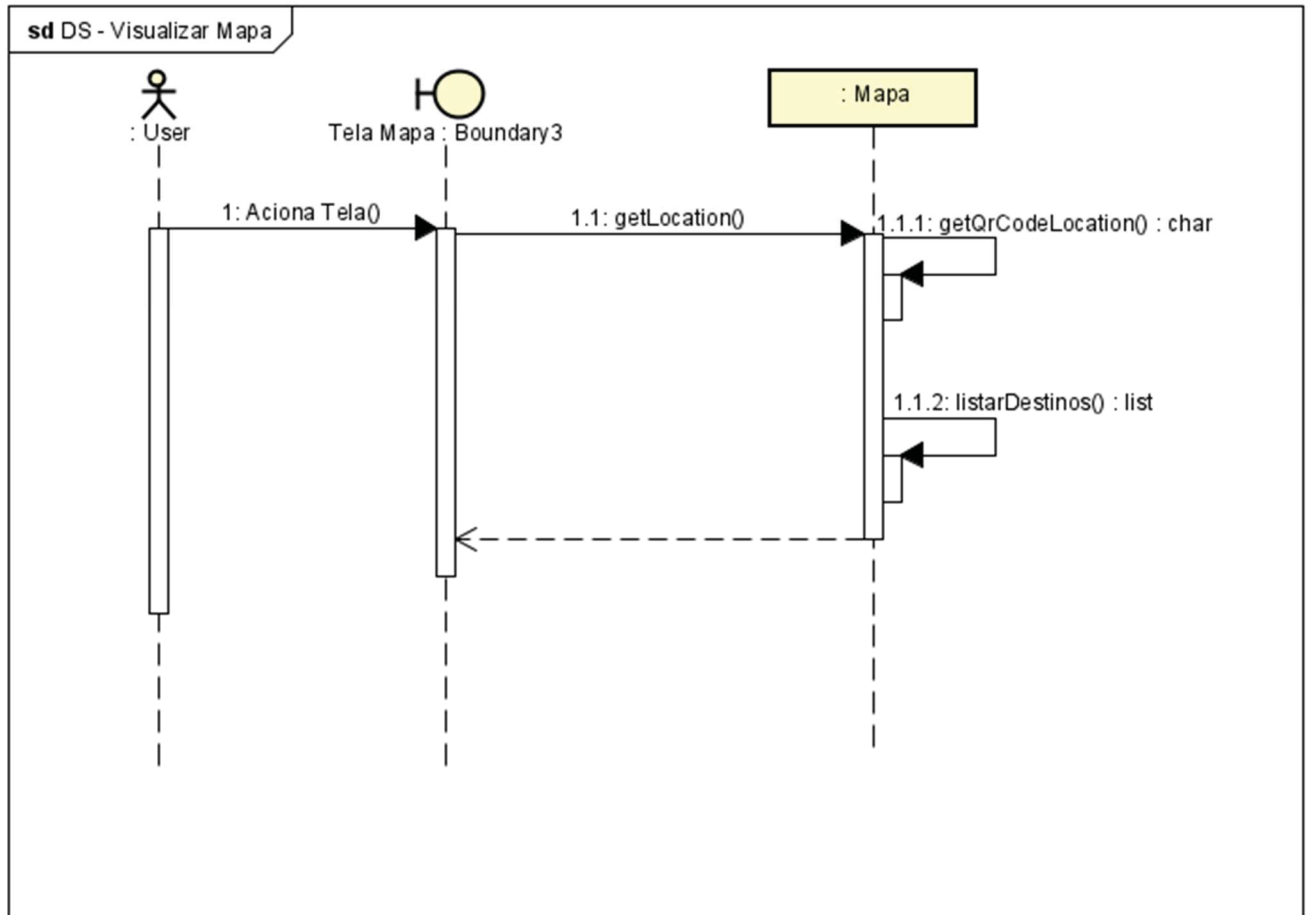 sd DS - Visualizar Mapa
: User
Tela Mapa : Boundary3
: Mapa
1: Aciona Tela()
1.1: getLocation()
1.1.1: getQrCodeLocation() : char
1.1.2: listarDestinos() : list